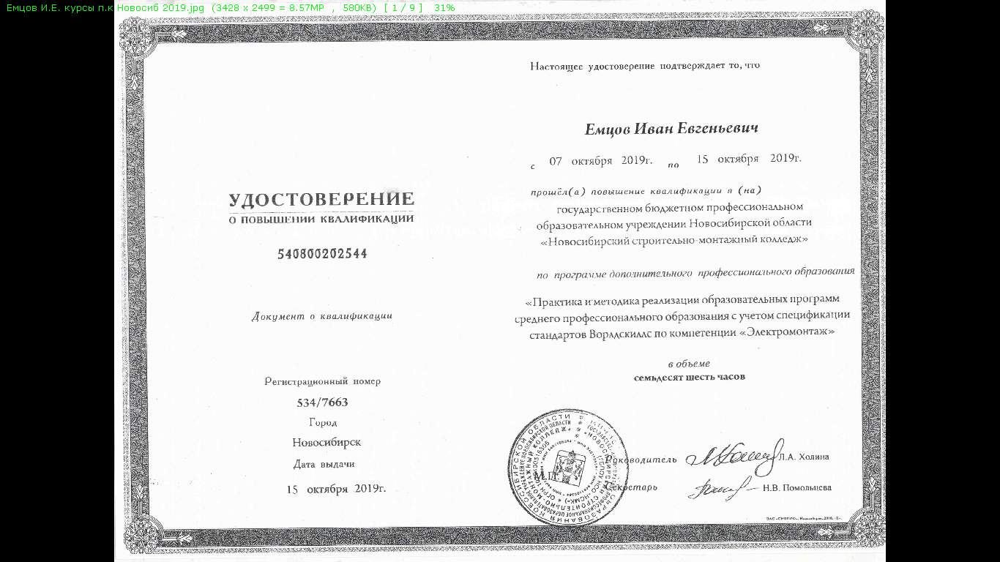 Емцов И.Е. курсы п.к Новосиб 2019.jpg (3428 x 2499 = 8.57MP , 580KB) [ 1 / 9 ] 31%
УДОСТОВЕРЕНИЕ
О ПОВЫШЕНИИ КВАЛИФИКАЦИИ
540800202544
Документ о квалификации
Регистрационный номер
534/7663
Город
Новосибирск
Дата выдачи
15 октября 2019г.
Настоящее удостоверение подтверждает то, что
Емцов Иван Евгеньевич
с 07 октября 2019г. по 15 октября 2019г.
прошёл(а) повышение квалификации в (на)
государственном бюджетном профессиональном
образовательном учреждении Новосибирской области
«Новосибирский строительно-монтажный колледж»
по программе дополнительного профессионального образования
«Практика и методика реализации образовательных программ
среднего профессионального образования с учетом спецификации
стандартов Ворлдскиллс по компетенции «Электромонтаж»
в объеме
семьдесят шесть часов
М.П.
Руководитель Л.А. Холина
Секретарь Н.В. Помольцева